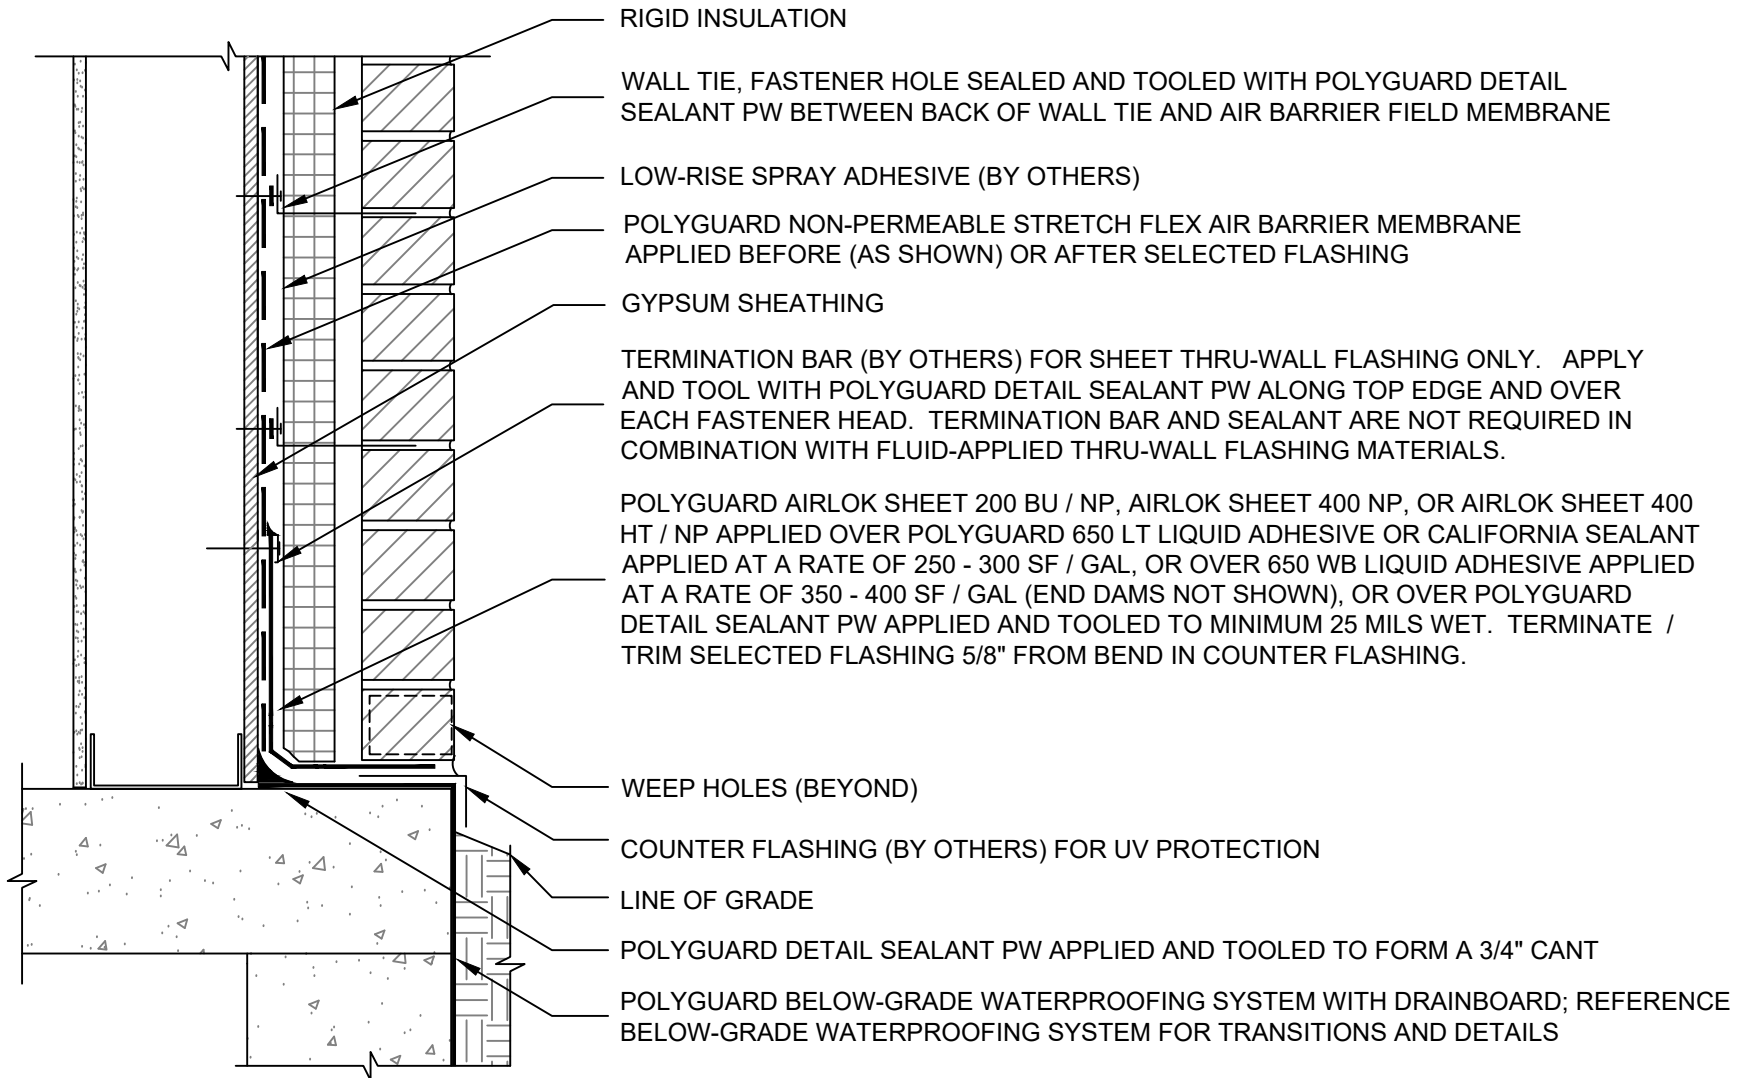 RIGID INSULATION
WALL TIE, FASTENER HOLE SEALED AND TOOLED WITH POLYGUARD DETAIL
SEALANT PW BETWEEN BACK OF WALL TIE AND AIR BARRIER FIELD MEMBRANE
LOW-RISE SPRAY ADHESIVE (BY OTHERS)
POLYGUARD NON-PERMEABLE STRETCH FLEX AIR BARRIER MEMBRANE
APPLIED BEFORE (AS SHOWN) OR AFTER SELECTED FLASHING
GYPSUM SHEATHING
TERMINATION BAR (BY OTHERS) FOR SHEET THRU-WALL FLASHING ONLY. APPLY
AND TOOL WITH POLYGUARD DETAIL SEALANT PW ALONG TOP EDGE AND OVER
EACH FASTENER HEAD. TERMINATION BAR AND SEALANT ARE NOT REQUIRED IN
COMBINATION WITH FLUID-APPLIED THRU-WALL FLASHING MATERIALS.
POLYGUARD AIRLOK SHEET 200 BU / NP, AIRLOK SHEET 400 NP, OR AIRLOK SHEET 400
HT / NP APPLIED OVER POLYGUARD 650 LT LIQUID ADHESIVE OR CALIFORNIA SEALANT
APPLIED AT A RATE OF 250 - 300 SF / GAL, OR OVER 650 WB LIQUID ADHESIVE APPLIED
AT A RATE OF 350 - 400 SF / GAL (END DAMS NOT SHOWN), OR OVER POLYGUARD
DETAIL SEALANT PW APPLIED AND TOOLED TO MINIMUM 25 MILS WET. TERMINATE /
TRIM SELECTED FLASHING 5/8" FROM BEND IN COUNTER FLASHING.
WEEP HOLES (BEYOND)
COUNTER FLASHING (BY OTHERS) FOR UV PROTECTION
LINE OF GRADE
POLYGUARD DETAIL SEALANT PW APPLIED AND TOOLED TO FORM A 3/4" CANT
POLYGUARD BELOW-GRADE WATERPROOFING SYSTEM WITH DRAINBOARD; REFERENCE
BELOW-GRADE WATERPROOFING SYSTEM FOR TRANSITIONS AND DETAILS